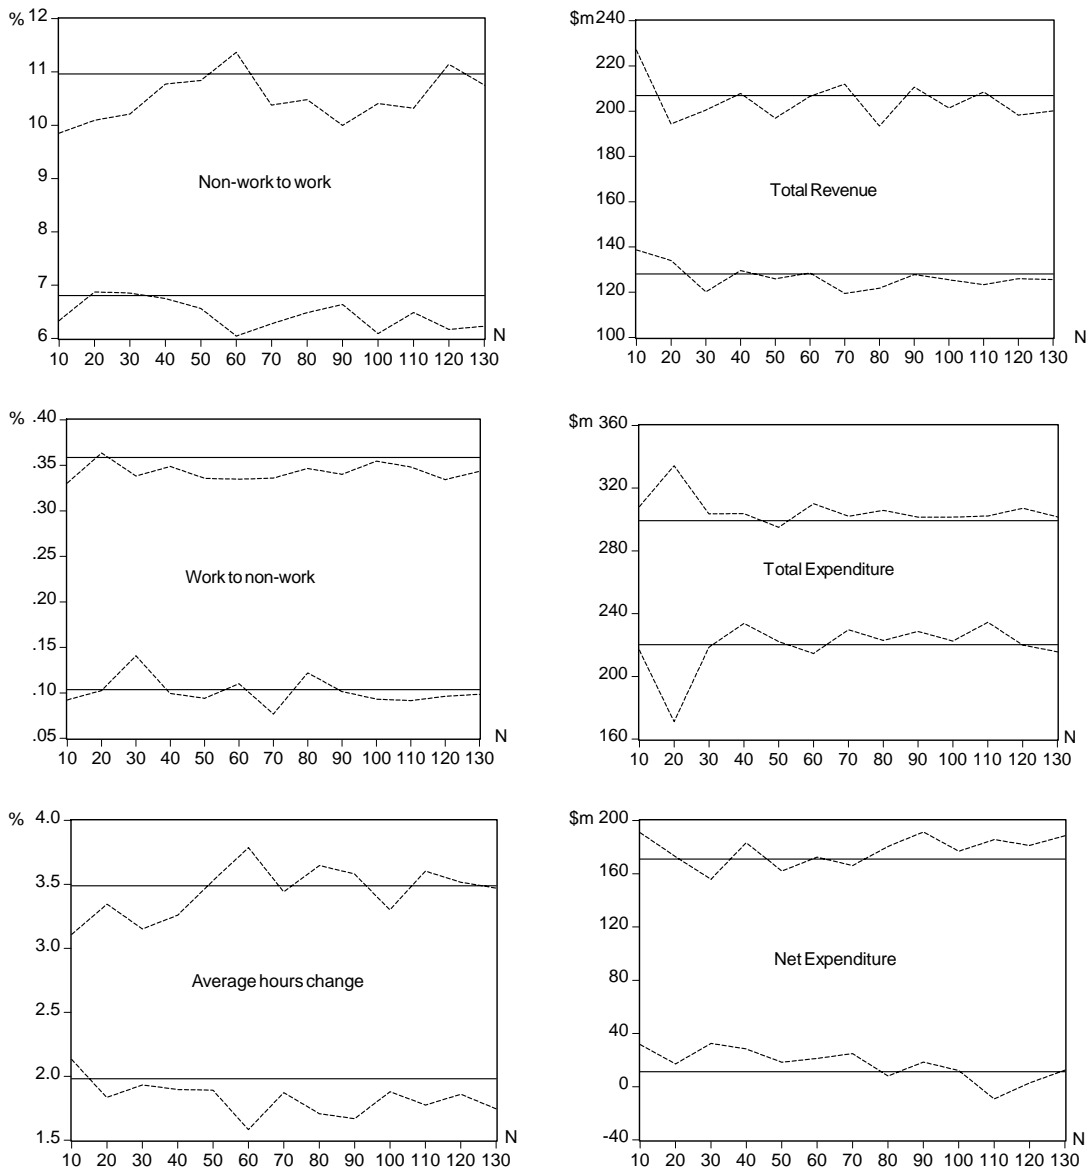 %
12
11
10
9
8
7
6
Non-work to work
10 20 30 40 50 60 70 80 90 100 110 120 130
N
$m
240
220
200
180
160
140
120
100
Total Revenue
10 20 30 40 50 60 70 80 90 100 110 120 130
N
%
.40
.35
.30
.25
.20
.15
.10
.05
Work to non-work
10 20 30 40 50 60 70 80 90 100 110 120 130
N
$m
360
320
280
240
200
160
Total Expenditure
10 20 30 40 50 60 70 80 90 100 110 120 130
N
%
4.0
3.5
3.0
2.5
2.0
1.5
Average hours change
10 20 30 40 50 60 70 80 90 100 110 120 130
N
$m
200
160
120
80
40
0
-40
Net Expenditure
10 20 30 40 50 60 70 80 90 100 110 120 130
N